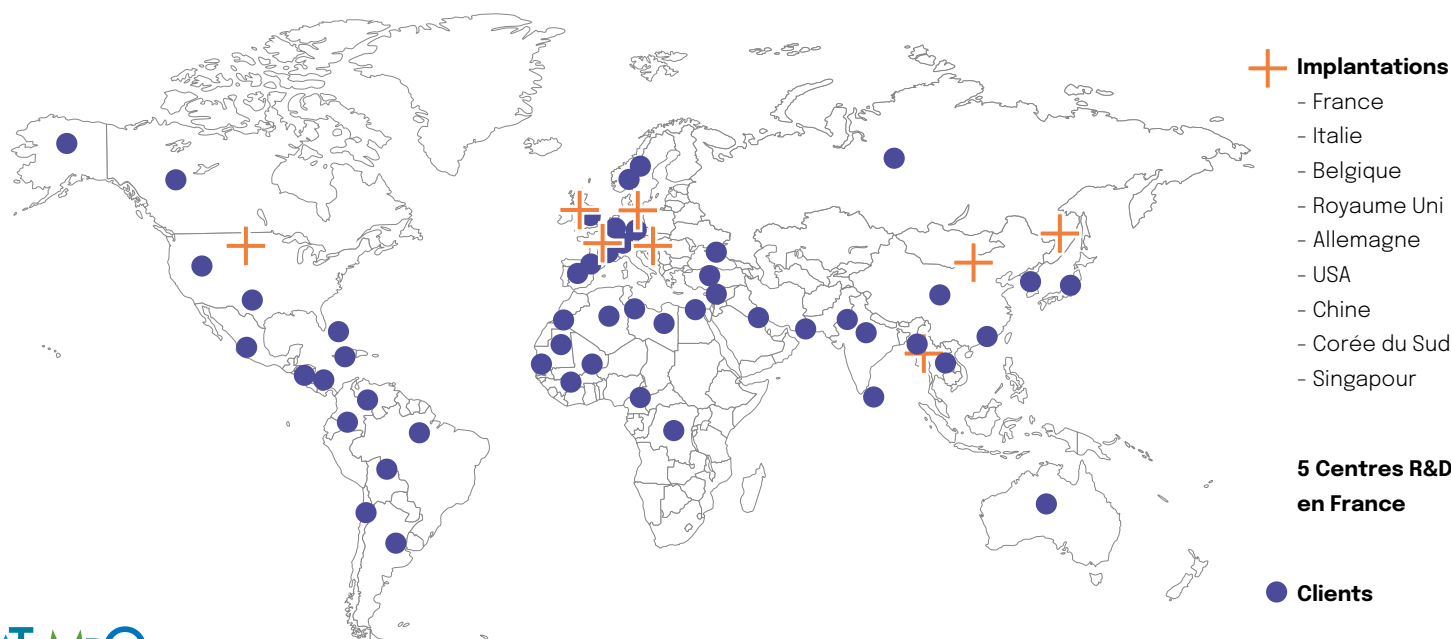 Implantations
- France
- Italie
- Belgique
- Royaume Uni
- Allemagne
- USA
- Chine
- Corée du Sud
- Singapour
5 Centres R&D
en France
Clients